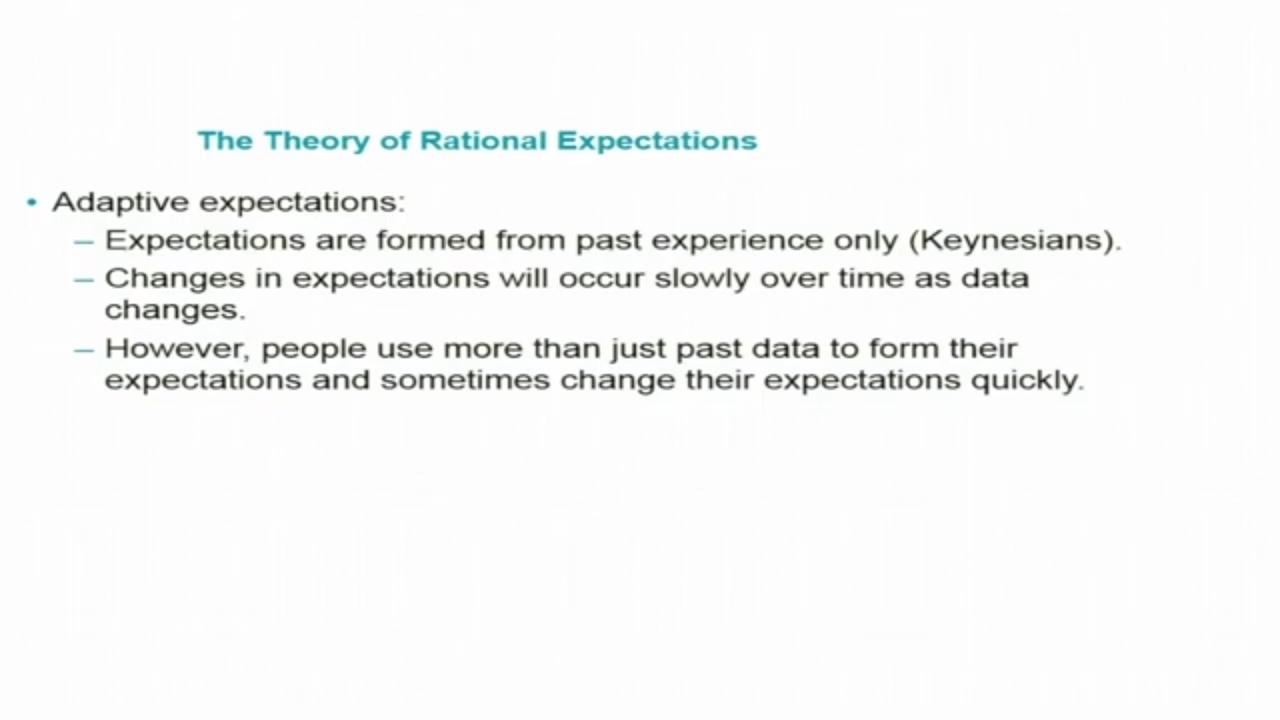 The Theory of Rational Expectations
• Adaptive expectations:
– Expectations are formed from past experience only (Keynesians).
– Changes in expectations will occur slowly over time as data
changes.
– However, people use more than just past data to form their
expectations and sometimes change their expectations quickly.